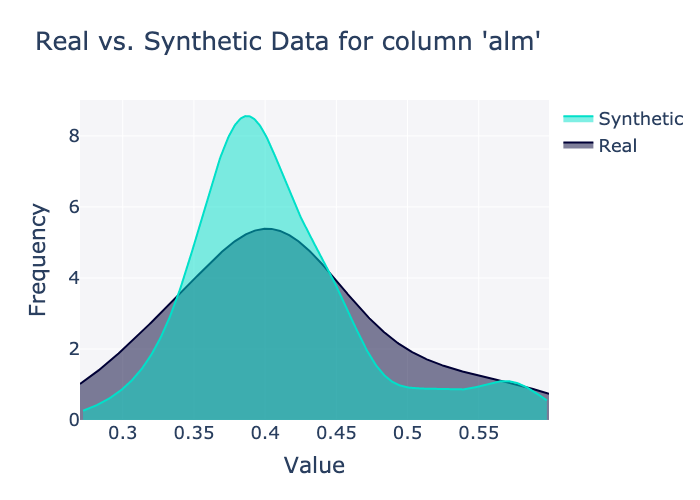 Real vs. Synthetic Data for column 'alm'
Synthetic
Real
Frequency
8
6
4
2
0
0.3 0.35 0.4 0.45 0.5 0.55
Value